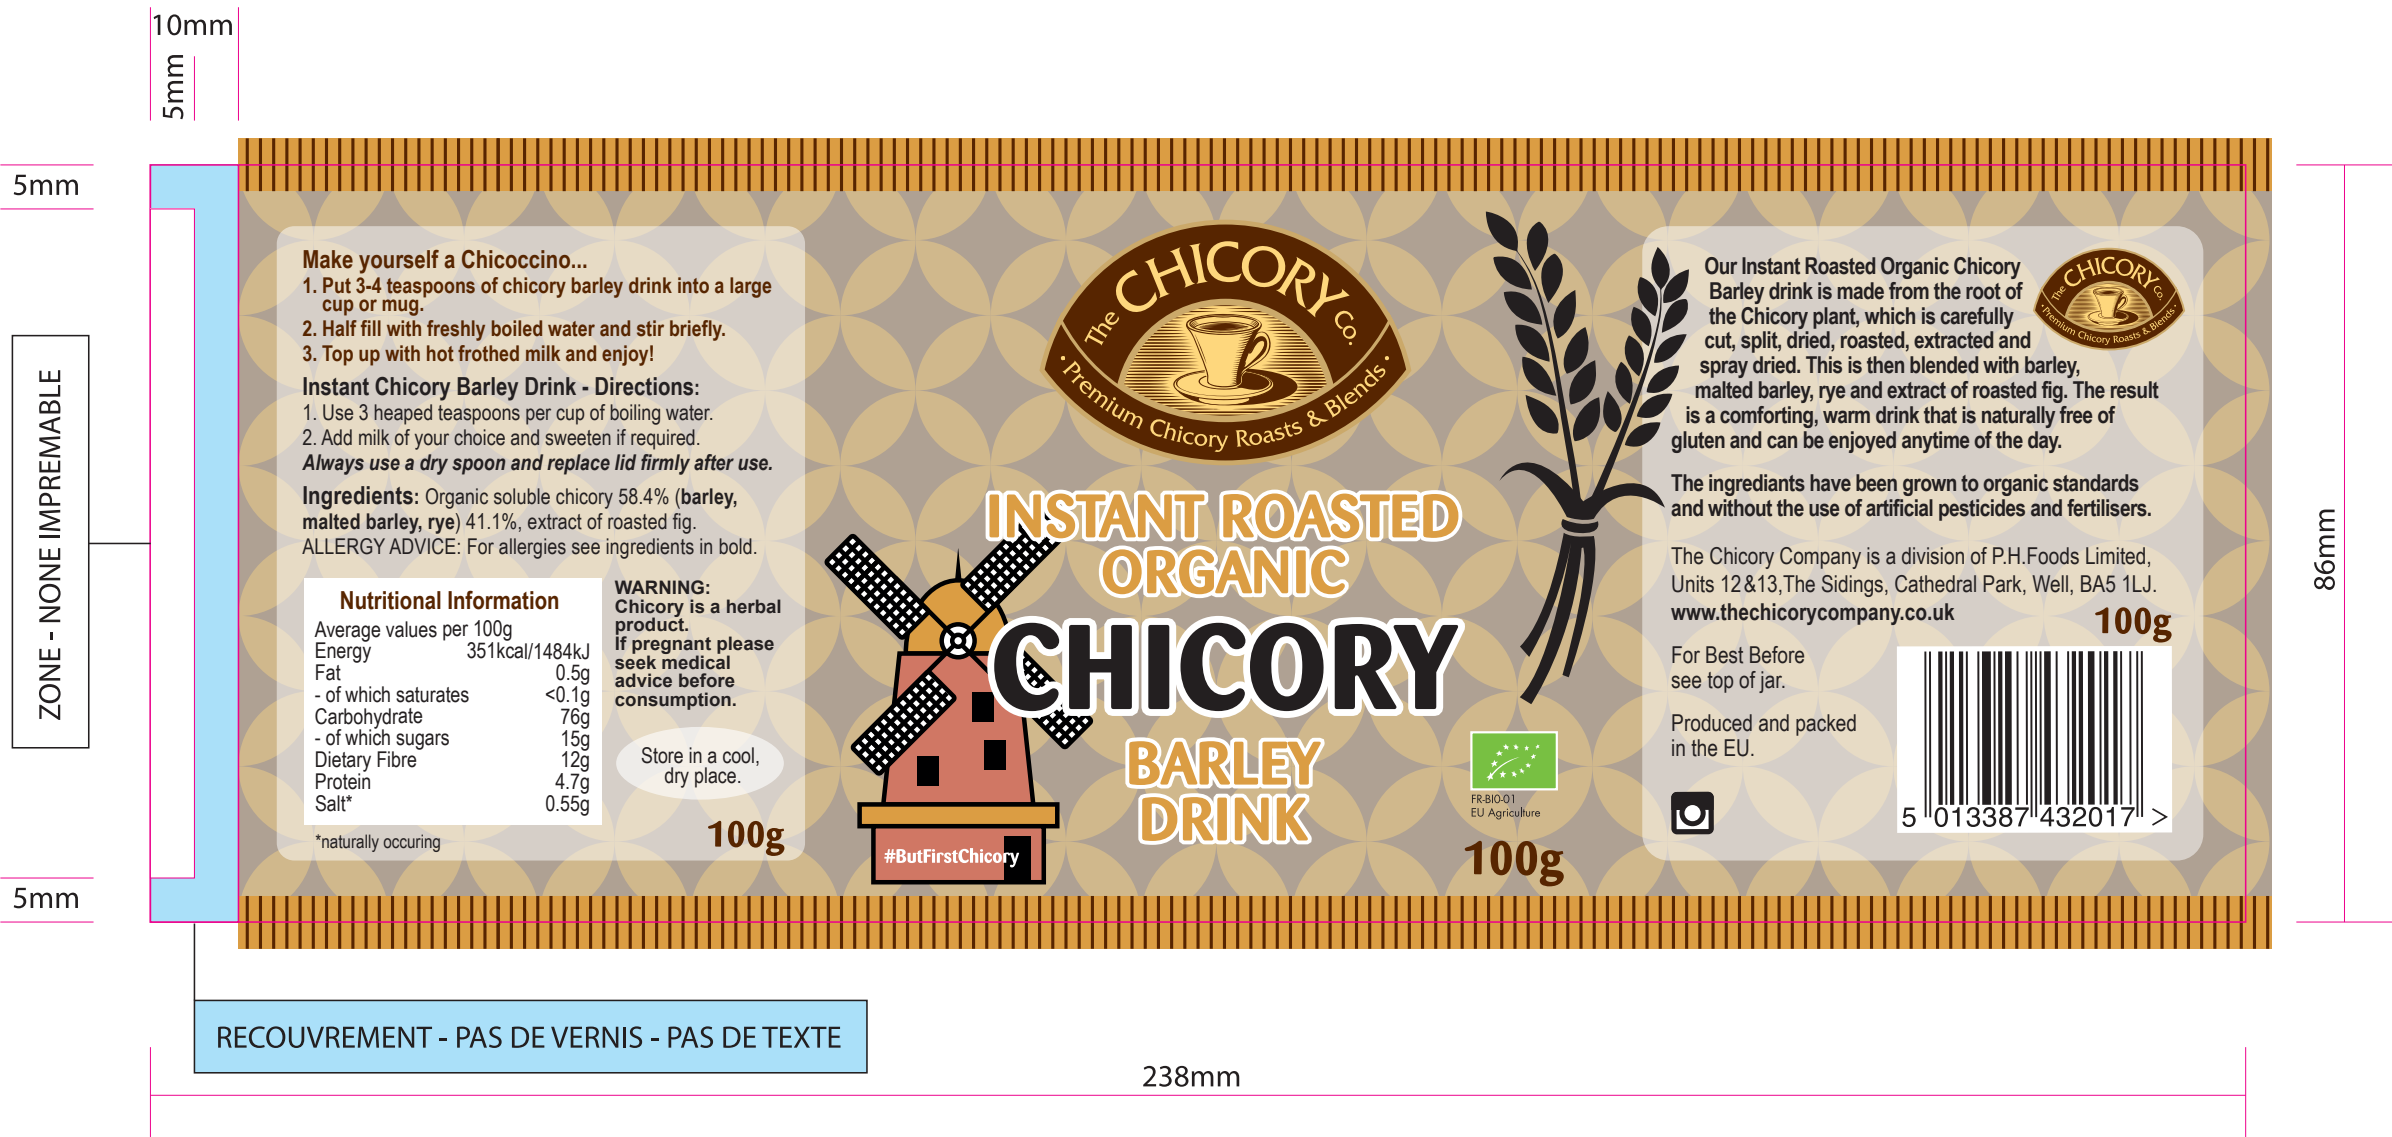 10mm
5mm
5mm
ZONE - NONE IMPREMABLE
5mm
Make yourself a Chicoccino...
1. Put 3-4 teaspoons of chicory barley drink into a large
cup or mug.
2. Half fill with freshly boiled water and stir briefly.
3. Top up with hot frothed milk and enjoy!
Instant Chicory Barley Drink - Directions:
1. Use 3 heaped teaspoons per cup of boiling water.
2. Add milk of your choice and sweeten if required.
Always use a dry spoon and replace lid firmly after use.
Ingredients: Organic soluble chicory 58.4% (barley,
malted barley, rye) 41.1%, extract of roasted fig.
ALLERGY ADVICE: For allergies see ingredients in bold.
Nutritional Information
Average values per 100g
Energy 351kcal/1484kJ
Fat 0.5g
- of which saturates <0.1g
Carbohydrate 76g
- of which sugars 15g
Dietary Fibre 12g
Protein 4.7g
Salt* 0.55g
*naturally occuring
WARNING:
Chicory is a herbal
product.
If pregnant please
seek medical
advice before
consumption.
Store in a cool,
dry place.
100g
The CHICORY Co.
· Premium Chicory Roasts & Blends ·
INSTANT ROASTED
ORGANIC
CHICORY
BARLEY
DRINK
#ButFirstChicory
FR-BIO-01
EU Agriculture
100g
Our Instant Roasted Organic Chicory
Barley drink is made from the root of
the Chicory plant, which is carefully
cut, split, dried, roasted, extracted and
spray dried. This is then blended with barley,
malted barley, rye and extract of roasted fig. The result
is a comforting, warm drink that is naturally free of
gluten and can be enjoyed anytime of the day.
The CHICORY Co.
· Premium Chicory Roasts & Blends ·
The ingrediants have been grown to organic standards
and without the use of artificial pesticides and fertilisers.
The Chicory Company is a division of P.H.Foods Limited,
Units 12&13,The Sidings, Cathedral Park, Well, BA5 1LJ.
www.thechicorycompany.co.uk
100g
For Best Before
see top of jar.
Produced and packed
in the EU.
5 013387 432017 >
86mm
RECOUVREMENT - PAS DE VERNIS - PAS DE TEXTE
238mm